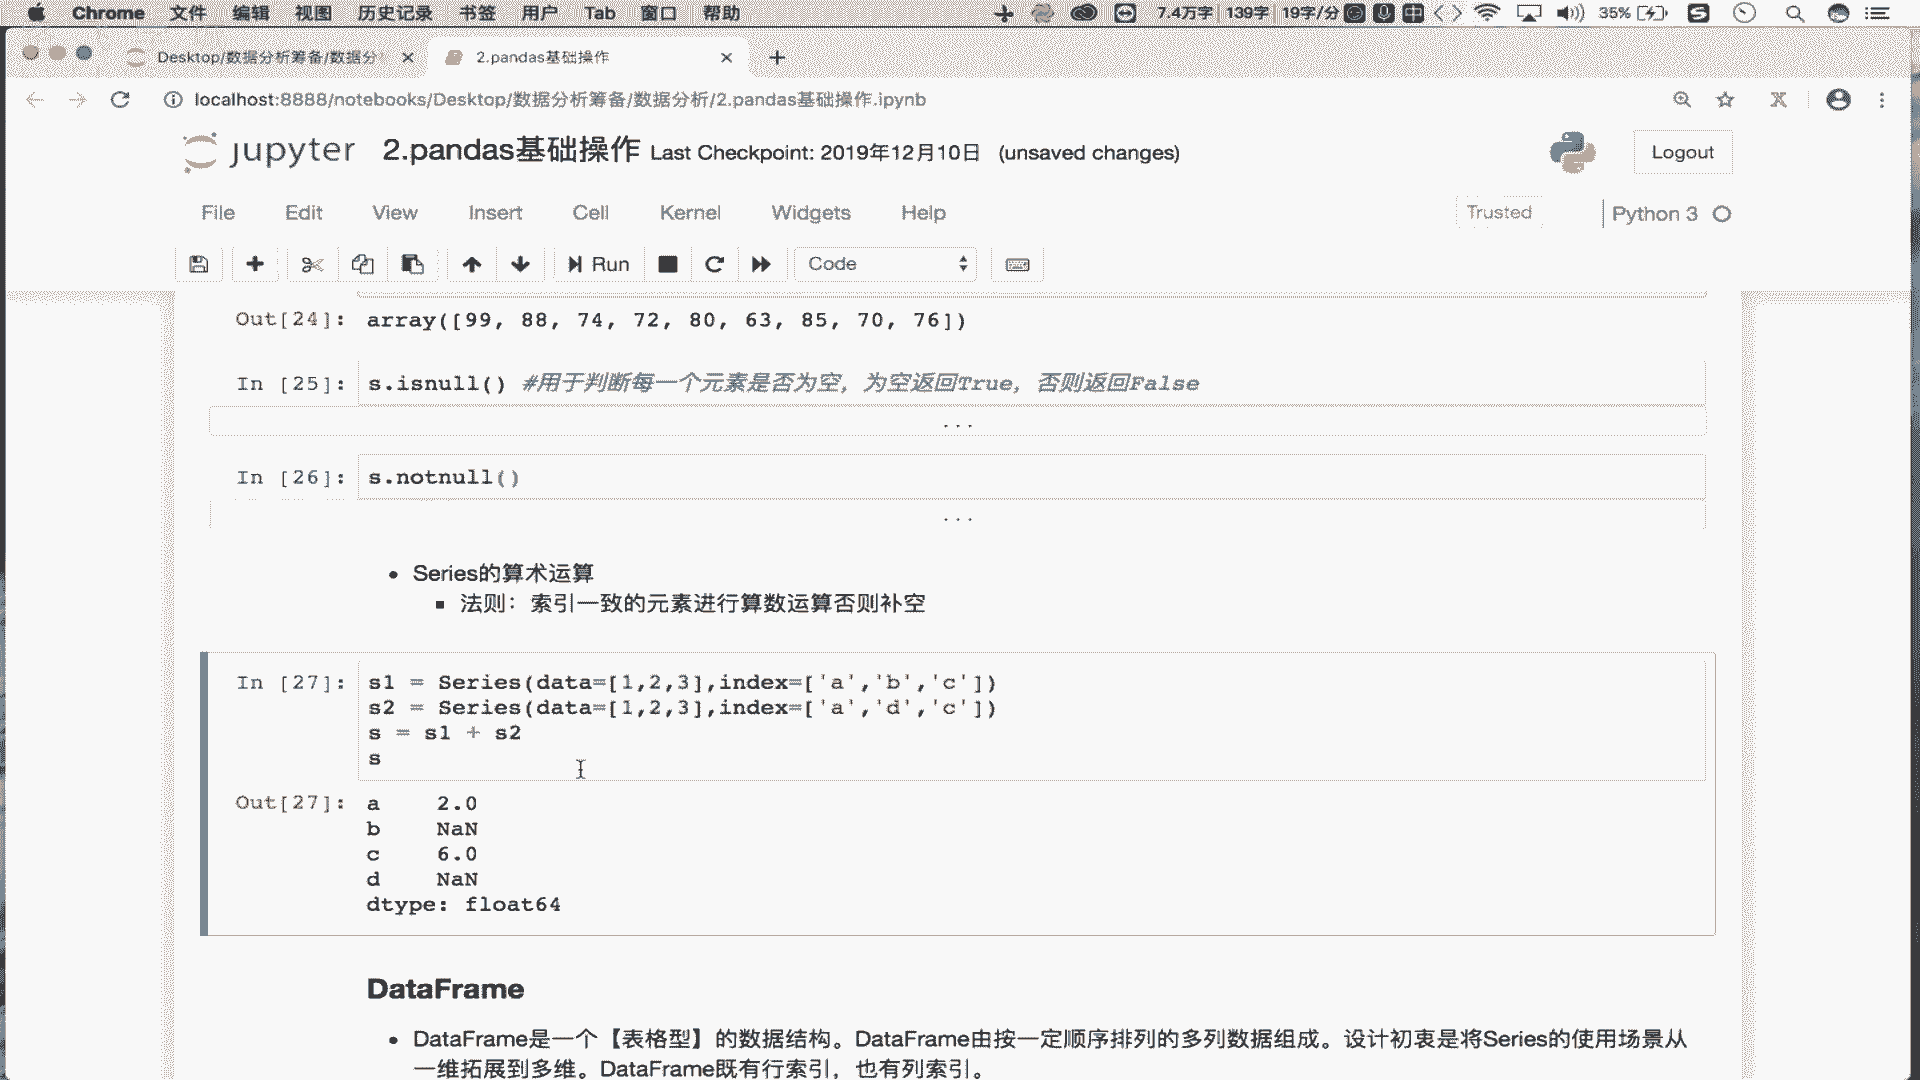 Chrome 文件 编辑 视图 历史记录 书签 用户 Tab 窗口 帮助 7.4万字 139字 19字/分 中 35%
Desktop/数据分析筹备/数据分 2.pandas基础操作
localhost:8888/notebooks/Desktop/数据分析筹备/数据分析/2.pandas基础操作.ipynb
jupyter 2.pandas基础操作 Last Checkpoint: 2019年12月10日 (unsaved changes) Logout
File Edit View Insert Cell Kernel Widgets Help Trusted Python 3
Run Code
Out[24]: array([99, 88, 74, 72, 80, 63, 85, 70, 76])
In [25]: s.isnull() #用于判断每一个元素是否为空，为空返回True，否则返回False
...
In [26]: s.notnull()
...
Series的算术运算
法则：索引一致的元素进行算数运算否则补空
In [27]: s1 = Series(data=[1,2,3],index=['a','b','c'])
s2 = Series(data=[1,2,3],index=['a','d','c'])
s = s1 + s2
s
Out[27]: a 2.0
b NaN
c 6.0
d NaN
dtype: float64
DataFrame
DataFrame是一个【表格型】的数据结构。DataFrame由按一定顺序排列的多列数据组成。设计初衷是将Series的使用场景从
一维拓展到多维。DataFrame既有行索引，也有列索引。